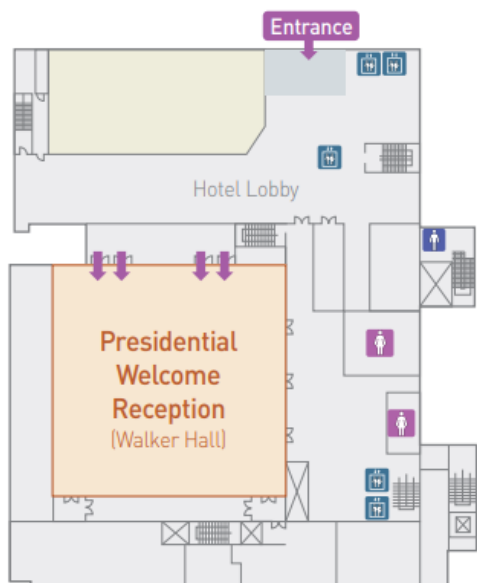 Entrance
Hotel Lobby
Presidential
Welcome
Reception
(Walker Hall)